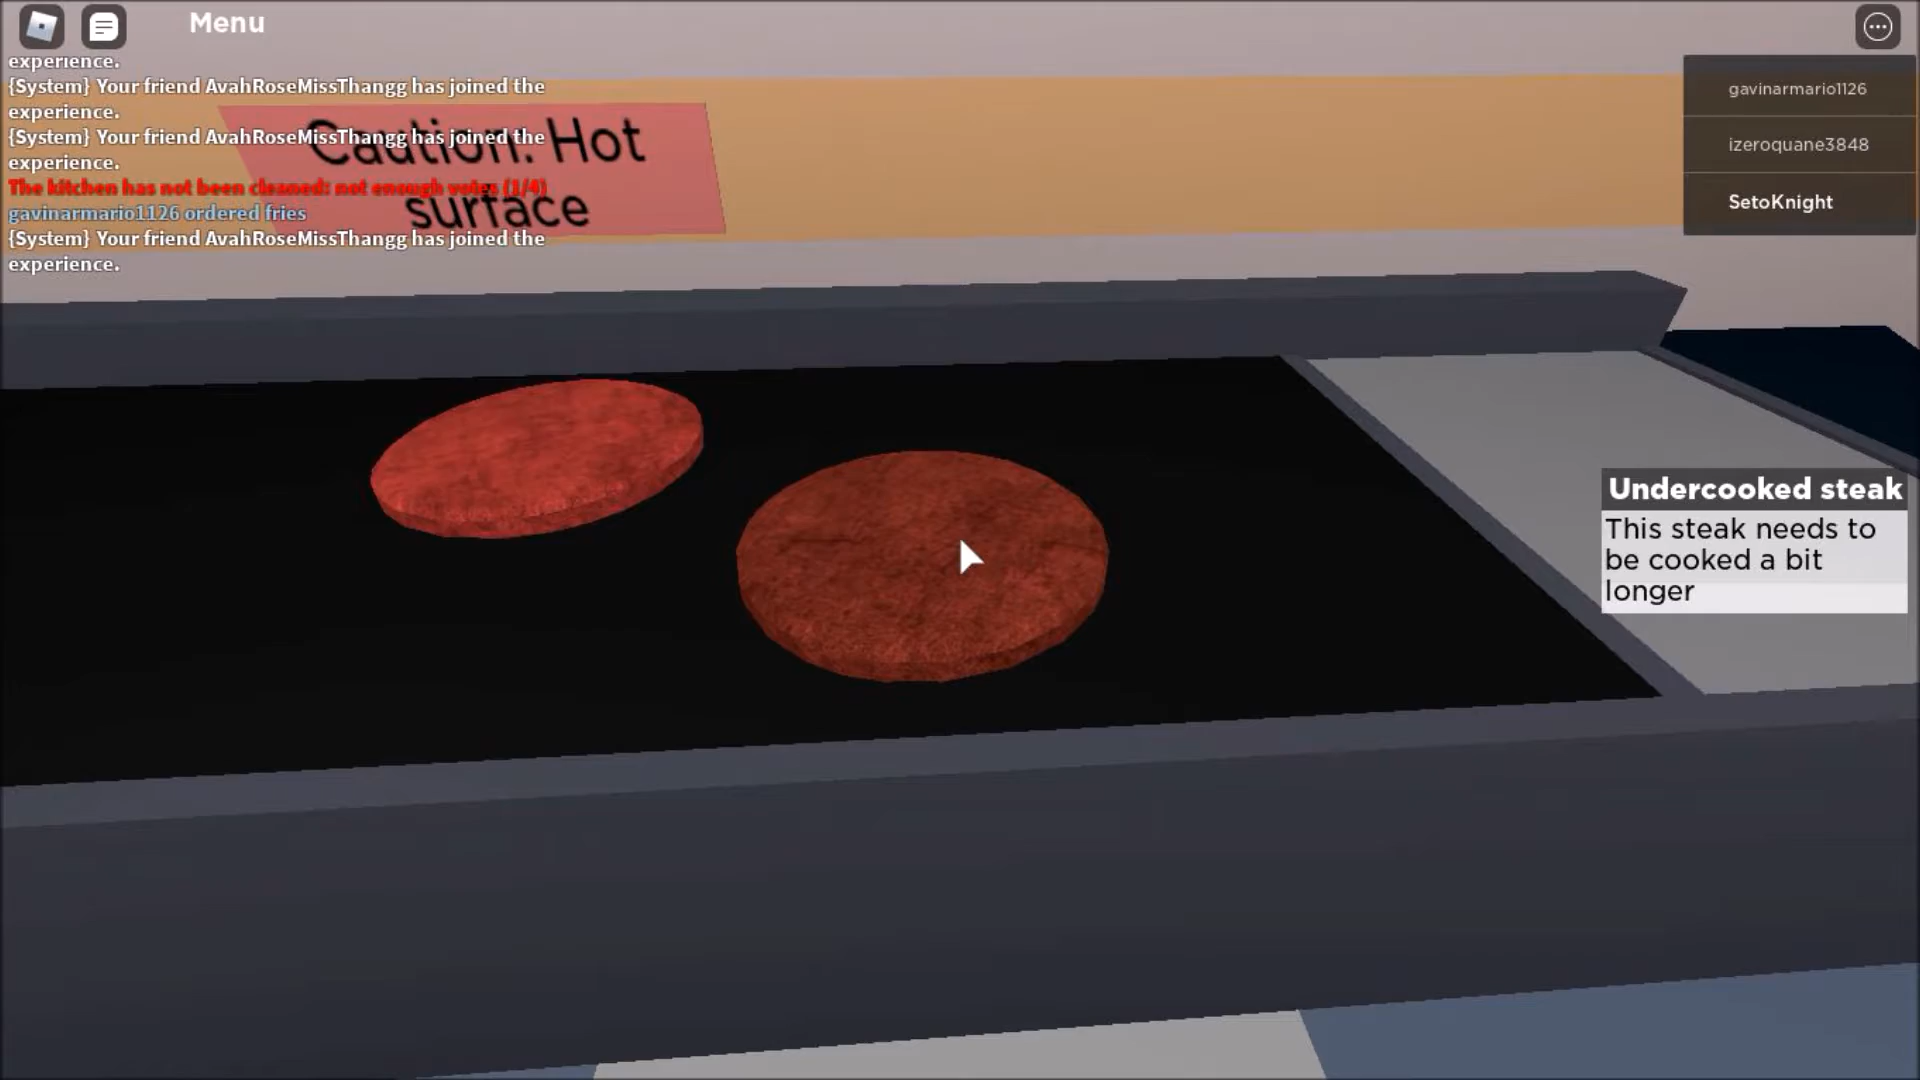 Menu
experience.
{System} Your friend AvahRoseMissThangg has joined the
experience.
{System} Your friend AvahRoseMissThangg has joined the
experience.
The kitchen has not been cleaned: not enough votes (1/4)
gavinarmario1126 ordered fries
{System} Your friend AvahRoseMissThangg has joined the
experience.
Caution: Hot
surface
gavinarmario1126
izeroquane3848
SetoKnight
Undercooked steak
This steak needs to
be cooked a bit
longer